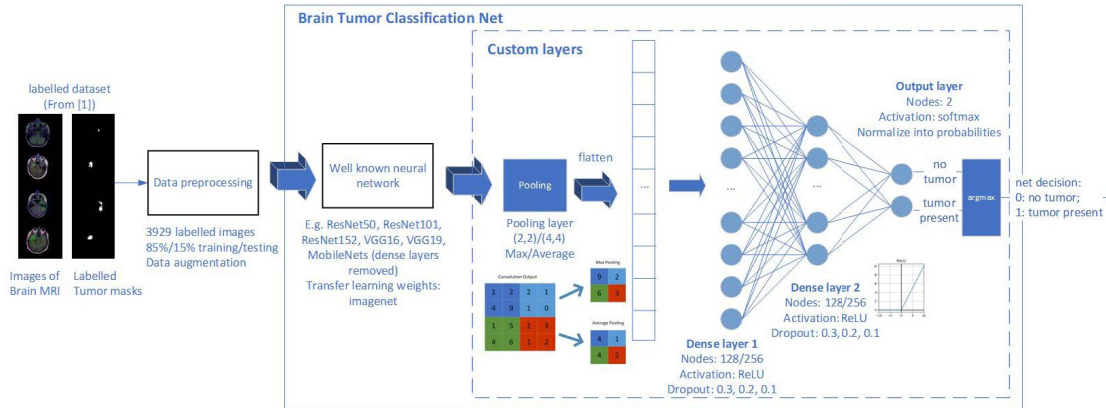 Brain Tumor Classification Net
Custom layers
labelled dataset
(From [1])
Images of
Brain MRI
Labelled
Tumor masks
Data preprocessing
3929 labelled images
85%/15% training/testing
Data augmentation
Well known neural
network
E.g. ResNet50, ResNet101,
ResNet152, VGG16, VGG19,
MobileNets (dense layers
removed)
Transfer learning weights:
imagenet
Pooling
Pooling layer
(2,2)/(4,4)
Max/Average
Convolution Output
1 2 2 1
4 9 1 0
1 5 2 3
4 6 1 2
Max Pooling
9 2
6 3
Average Pooling
4 1
4 2
flatten
...
...
Dense layer 1
Nodes: 128/256
Activation: ReLU
Dropout: 0.3, 0.2, 0.1
...
Dense layer 2
Nodes: 128/256
Activation: ReLU
Dropout: 0.3, 0.2, 0.1
ReLU
Output layer
Nodes: 2
Activation: softmax
Normalize into probabilities
no
tumor
tumor
present
argmax
net decision:
0: no tumor;
1: tumor present